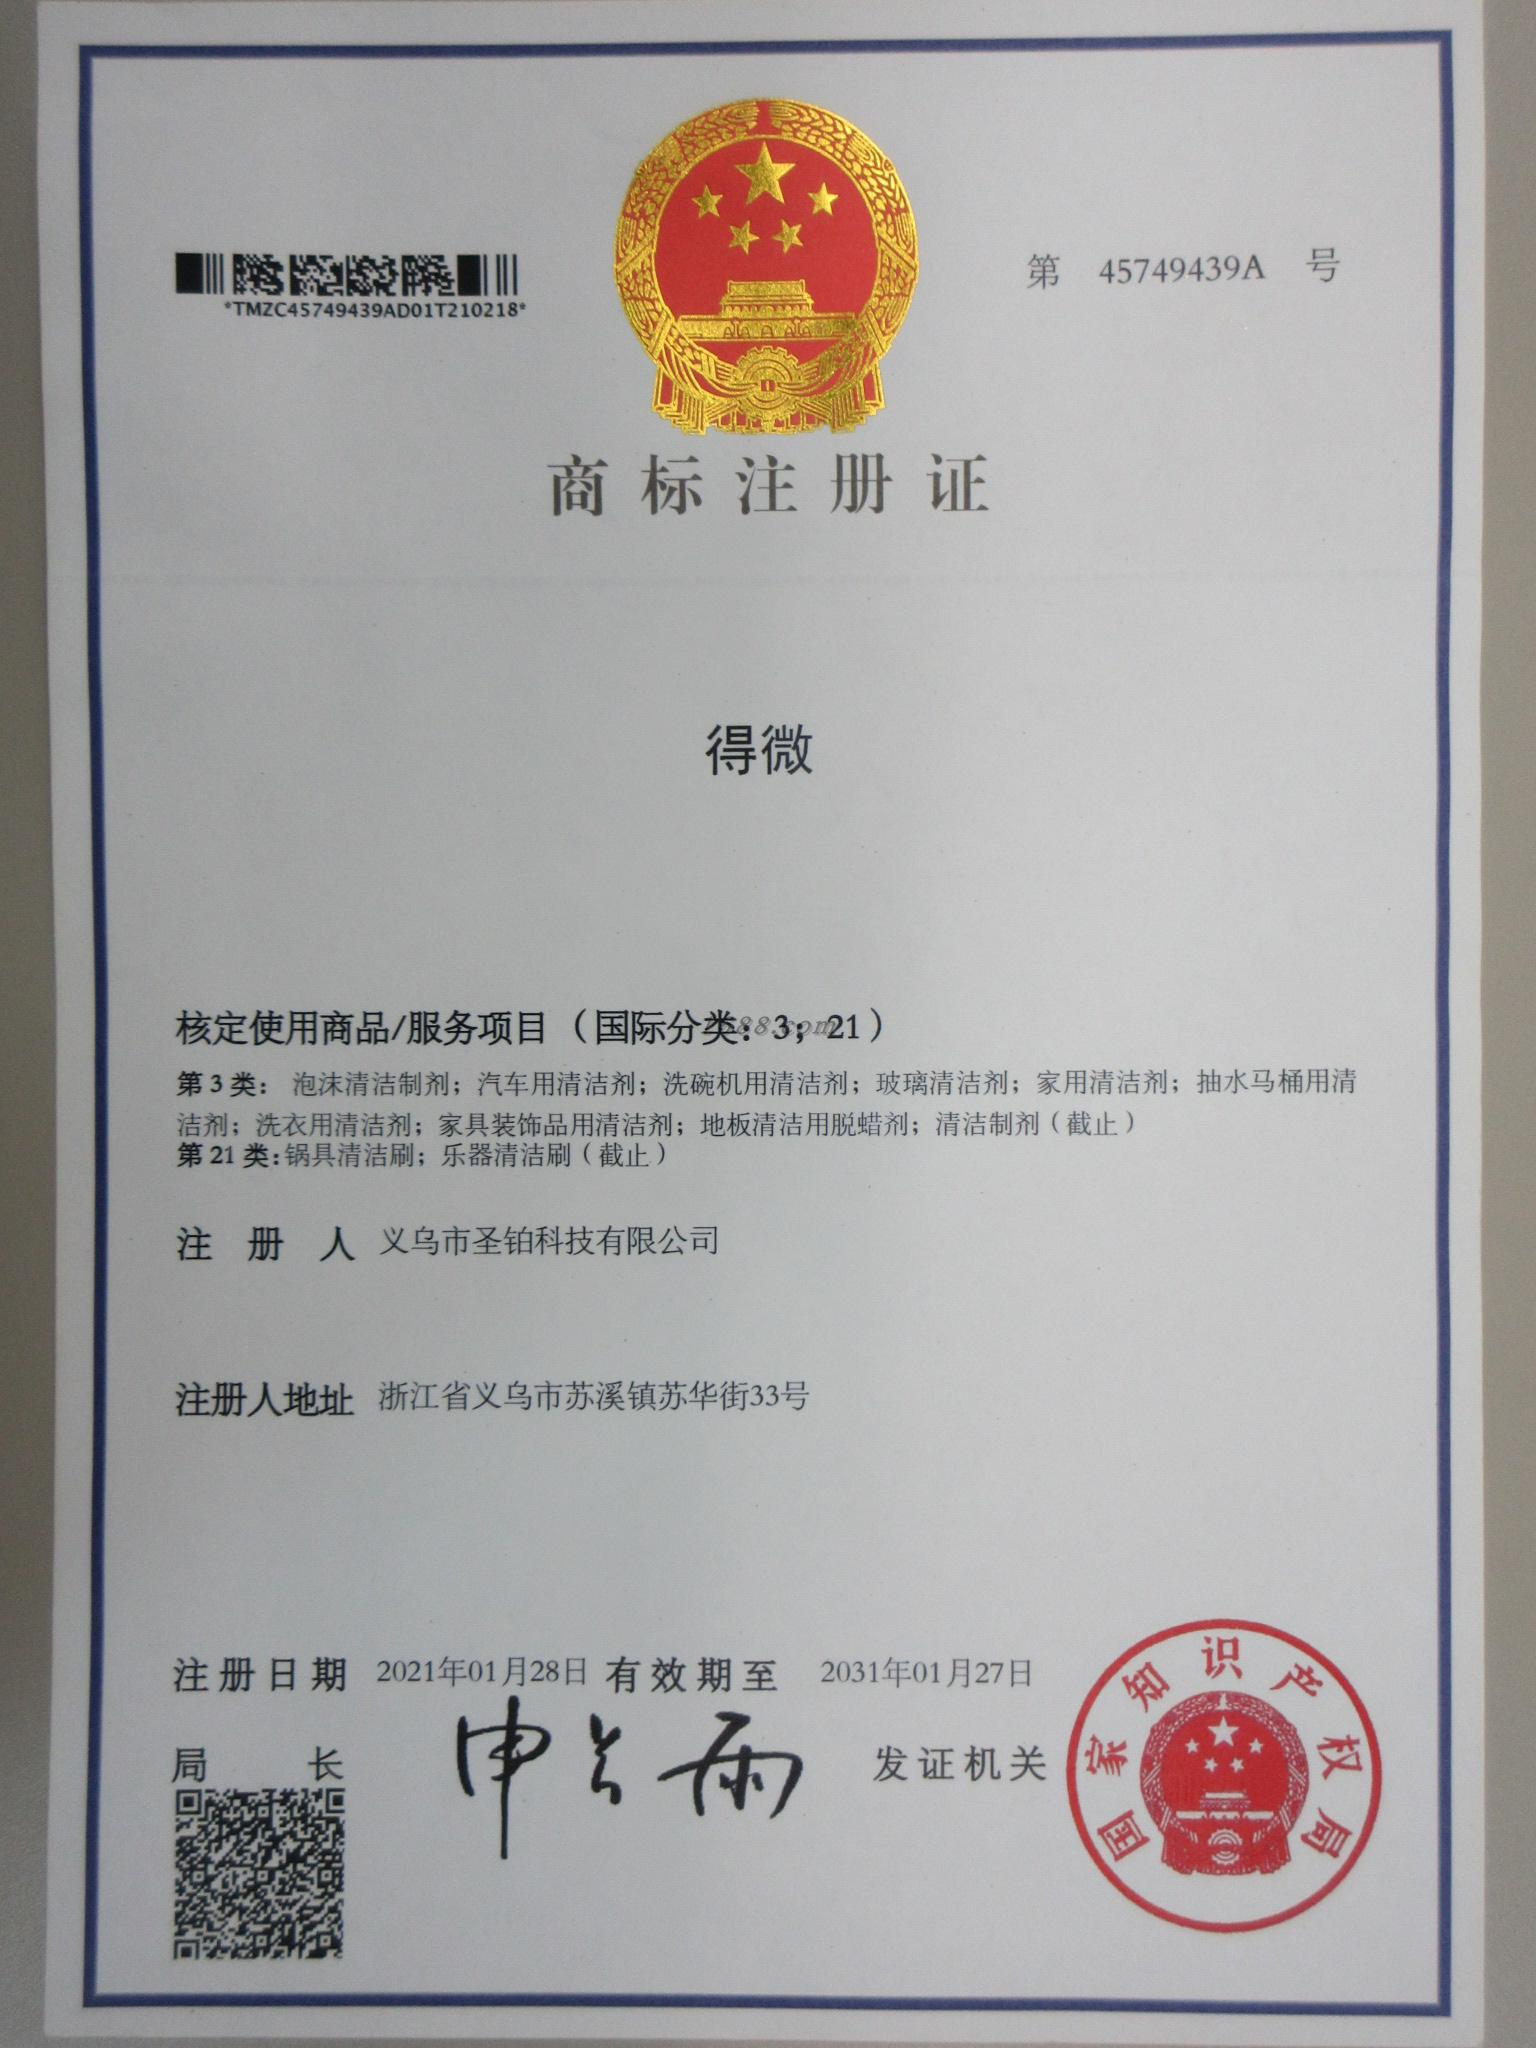 *TMZC45749439AD01T210218*
第 45749439A 号
商标注册证
得微
核定使用商品/服务项目（国际分类：3；21）
第3类： 泡沫清洁制剂；汽车用清洁剂；洗碗机用清洁剂；玻璃清洁剂；家用清洁剂；抽水马桶用清
洁剂；洗衣用清洁剂；家具装饰品用清洁剂；地板清洁用脱蜡剂；清洁制剂（截止）
第21类：锅具清洁刷；乐器清洁刷（截止）
注册人 义乌市圣铂科技有限公司
注册人地址 浙江省义乌市苏溪镇苏华街33号
注册日期 2021年01月28日 有效期至 2031年01月27日
局长 申长雨 发证机关
国家知识产权局